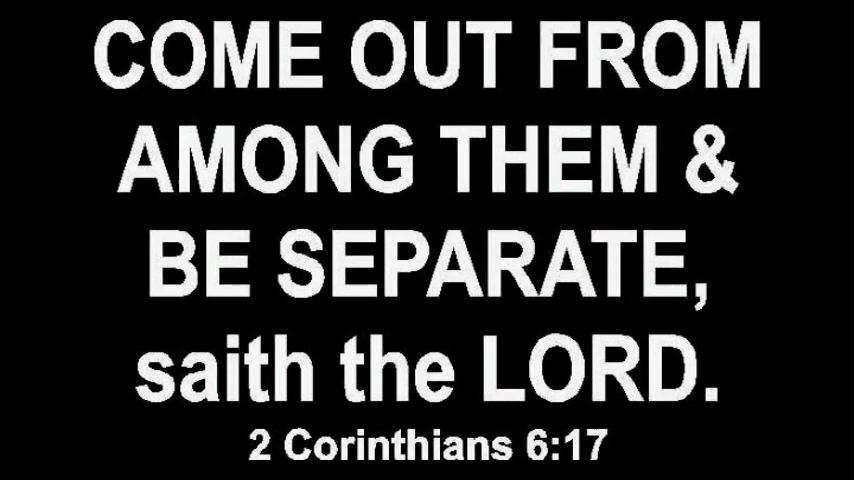 COME OUT FROM
AMONG THEM &
BE SEPARATE,
saith the LORD.
2 Corinthians 6:17